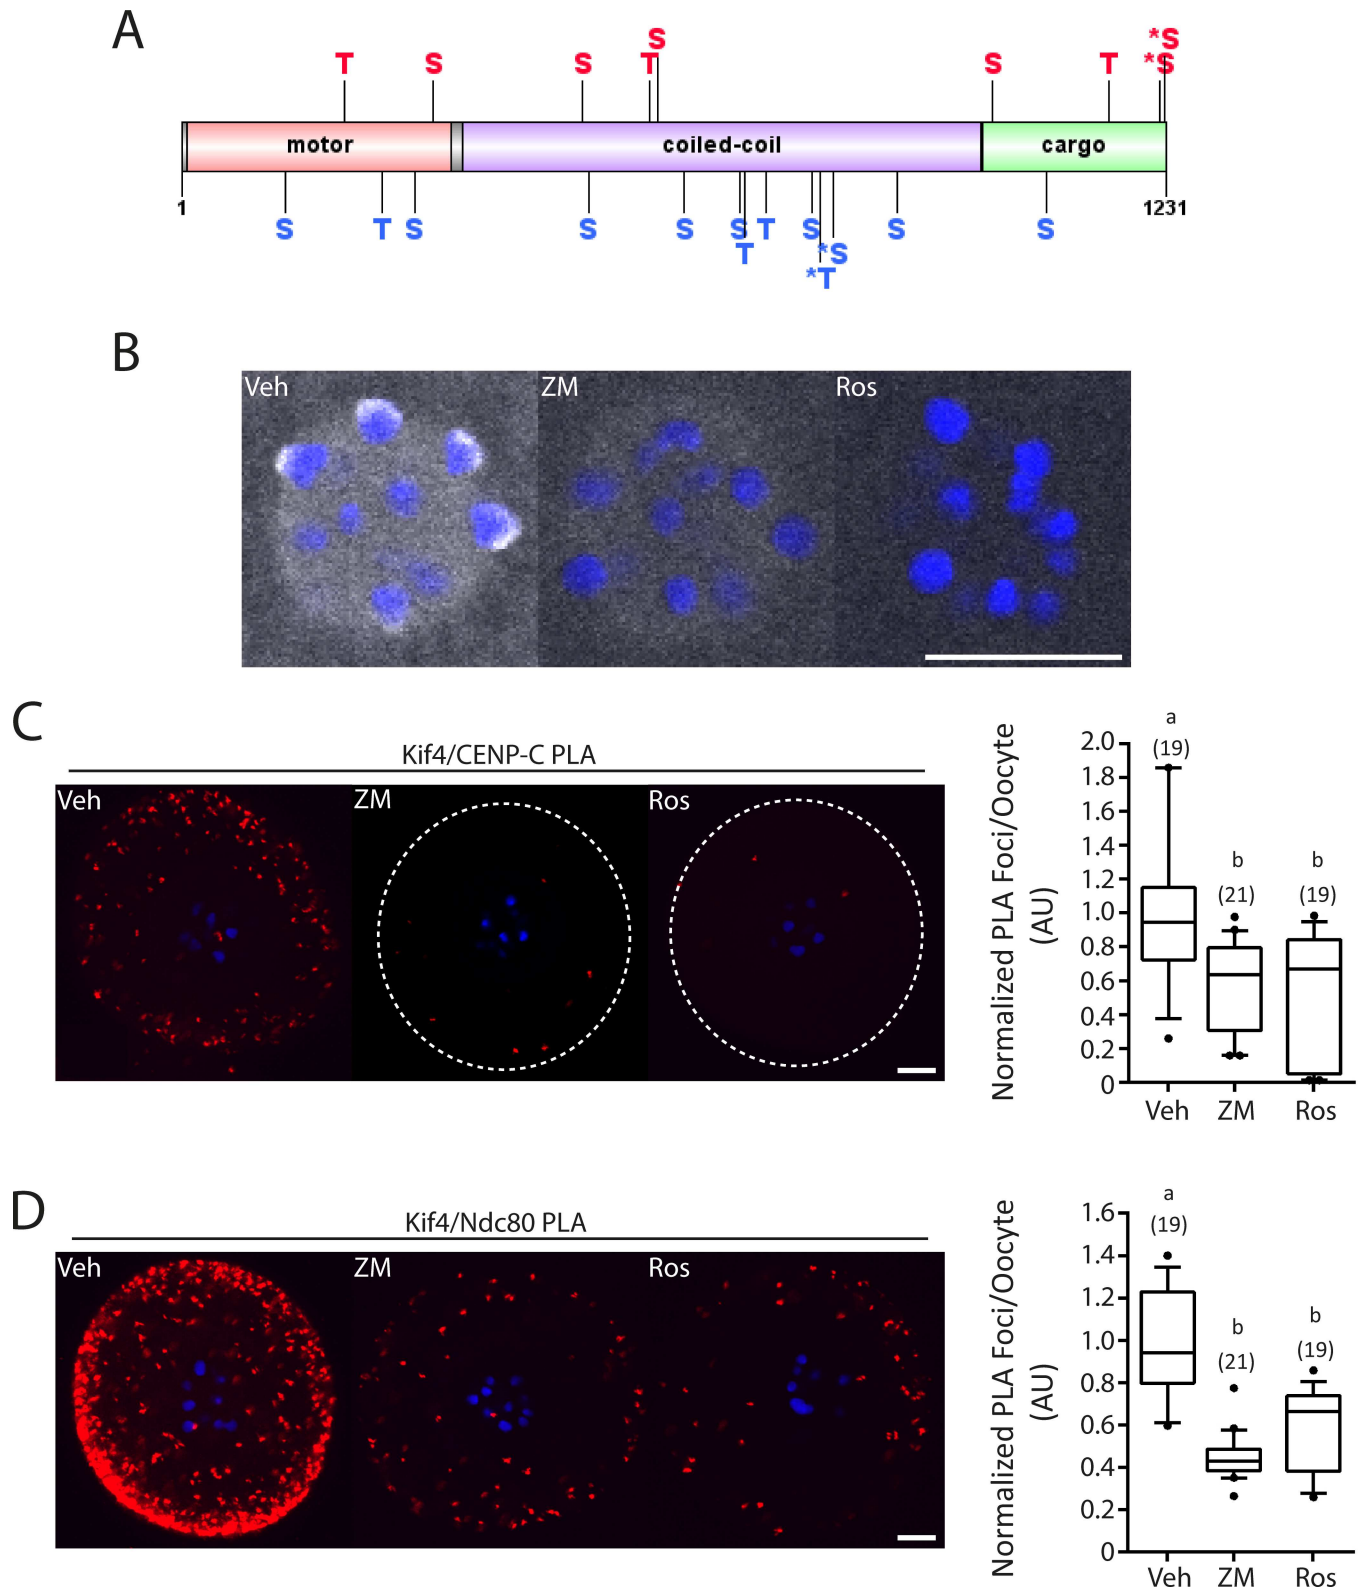 A
S *S
T S S T S T *S
motor coiled-coil cargo
1 1231
S T S S S S T S S S
T *S
*T
B
Veh ZM Ros
C
Kif4/CENP-C PLA
Veh ZM Ros
Normalized PLA Foci/Oocyte
(AU)
2.0
1.8
1.6
1.4
1.2
1.0
0.8
0.6
0.4
0.2
0
a
(19)
b
(21)
b
(19)
Veh ZM Ros
D
Kif4/Ndc80 PLA
Veh ZM Ros
Normalized PLA Foci/Oocyte
(AU)
1.6
1.4
1.2
1.0
0.8
0.6
0.4
0.2
0
a
(19)
b
(21)
b
(19)
Veh ZM Ros